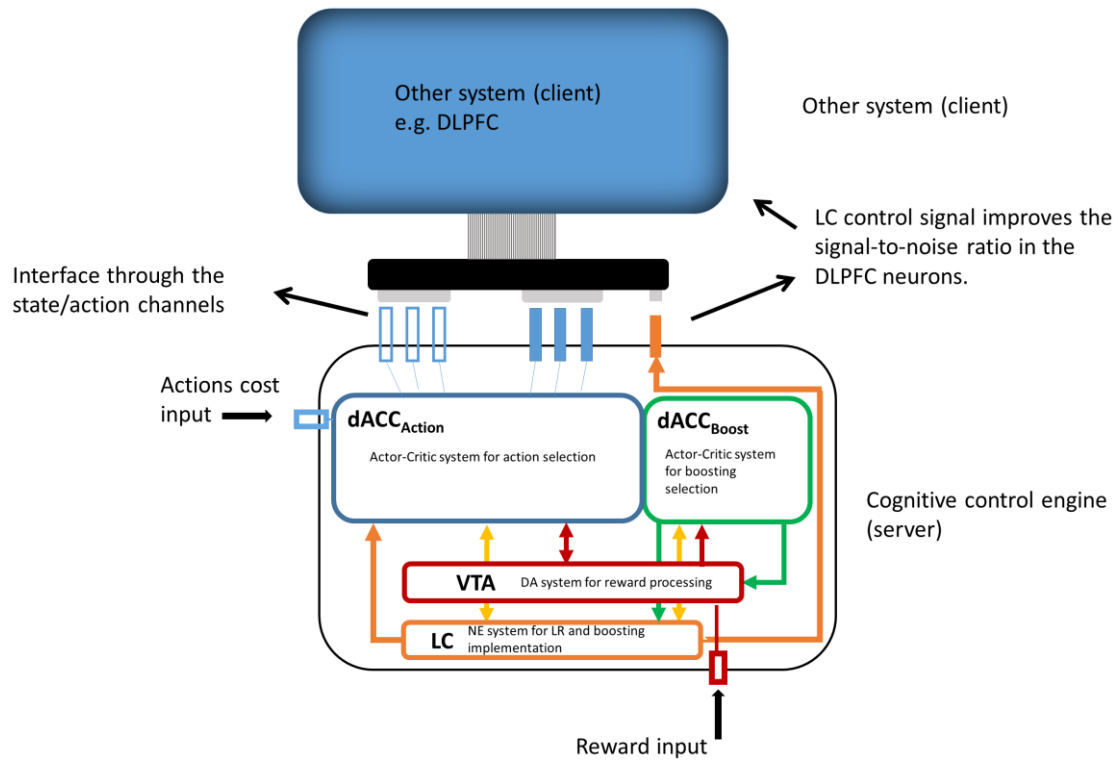 Other system (client)
e.g. DLPFC
Other system (client)
LC control signal improves the
signal-to-noise ratio in the
DLPFC neurons.
Interface through the
state/action channels
Actions cost
input
dACCAction
Actor-Critic system for action selection
dACCBoost
Actor-Critic system
for boosting
selection
Cognitive control engine
(server)
VTA DA system for reward processing
LC NE system for LR and boosting
implementation
Reward input